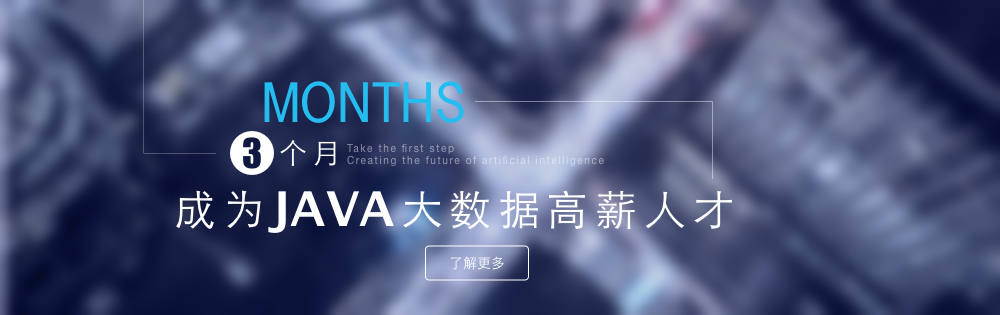 MONTHS
3个月
Take the first step
Creating the future of artificial intelligence
成为JAVA大数据高薪人才
了解更多